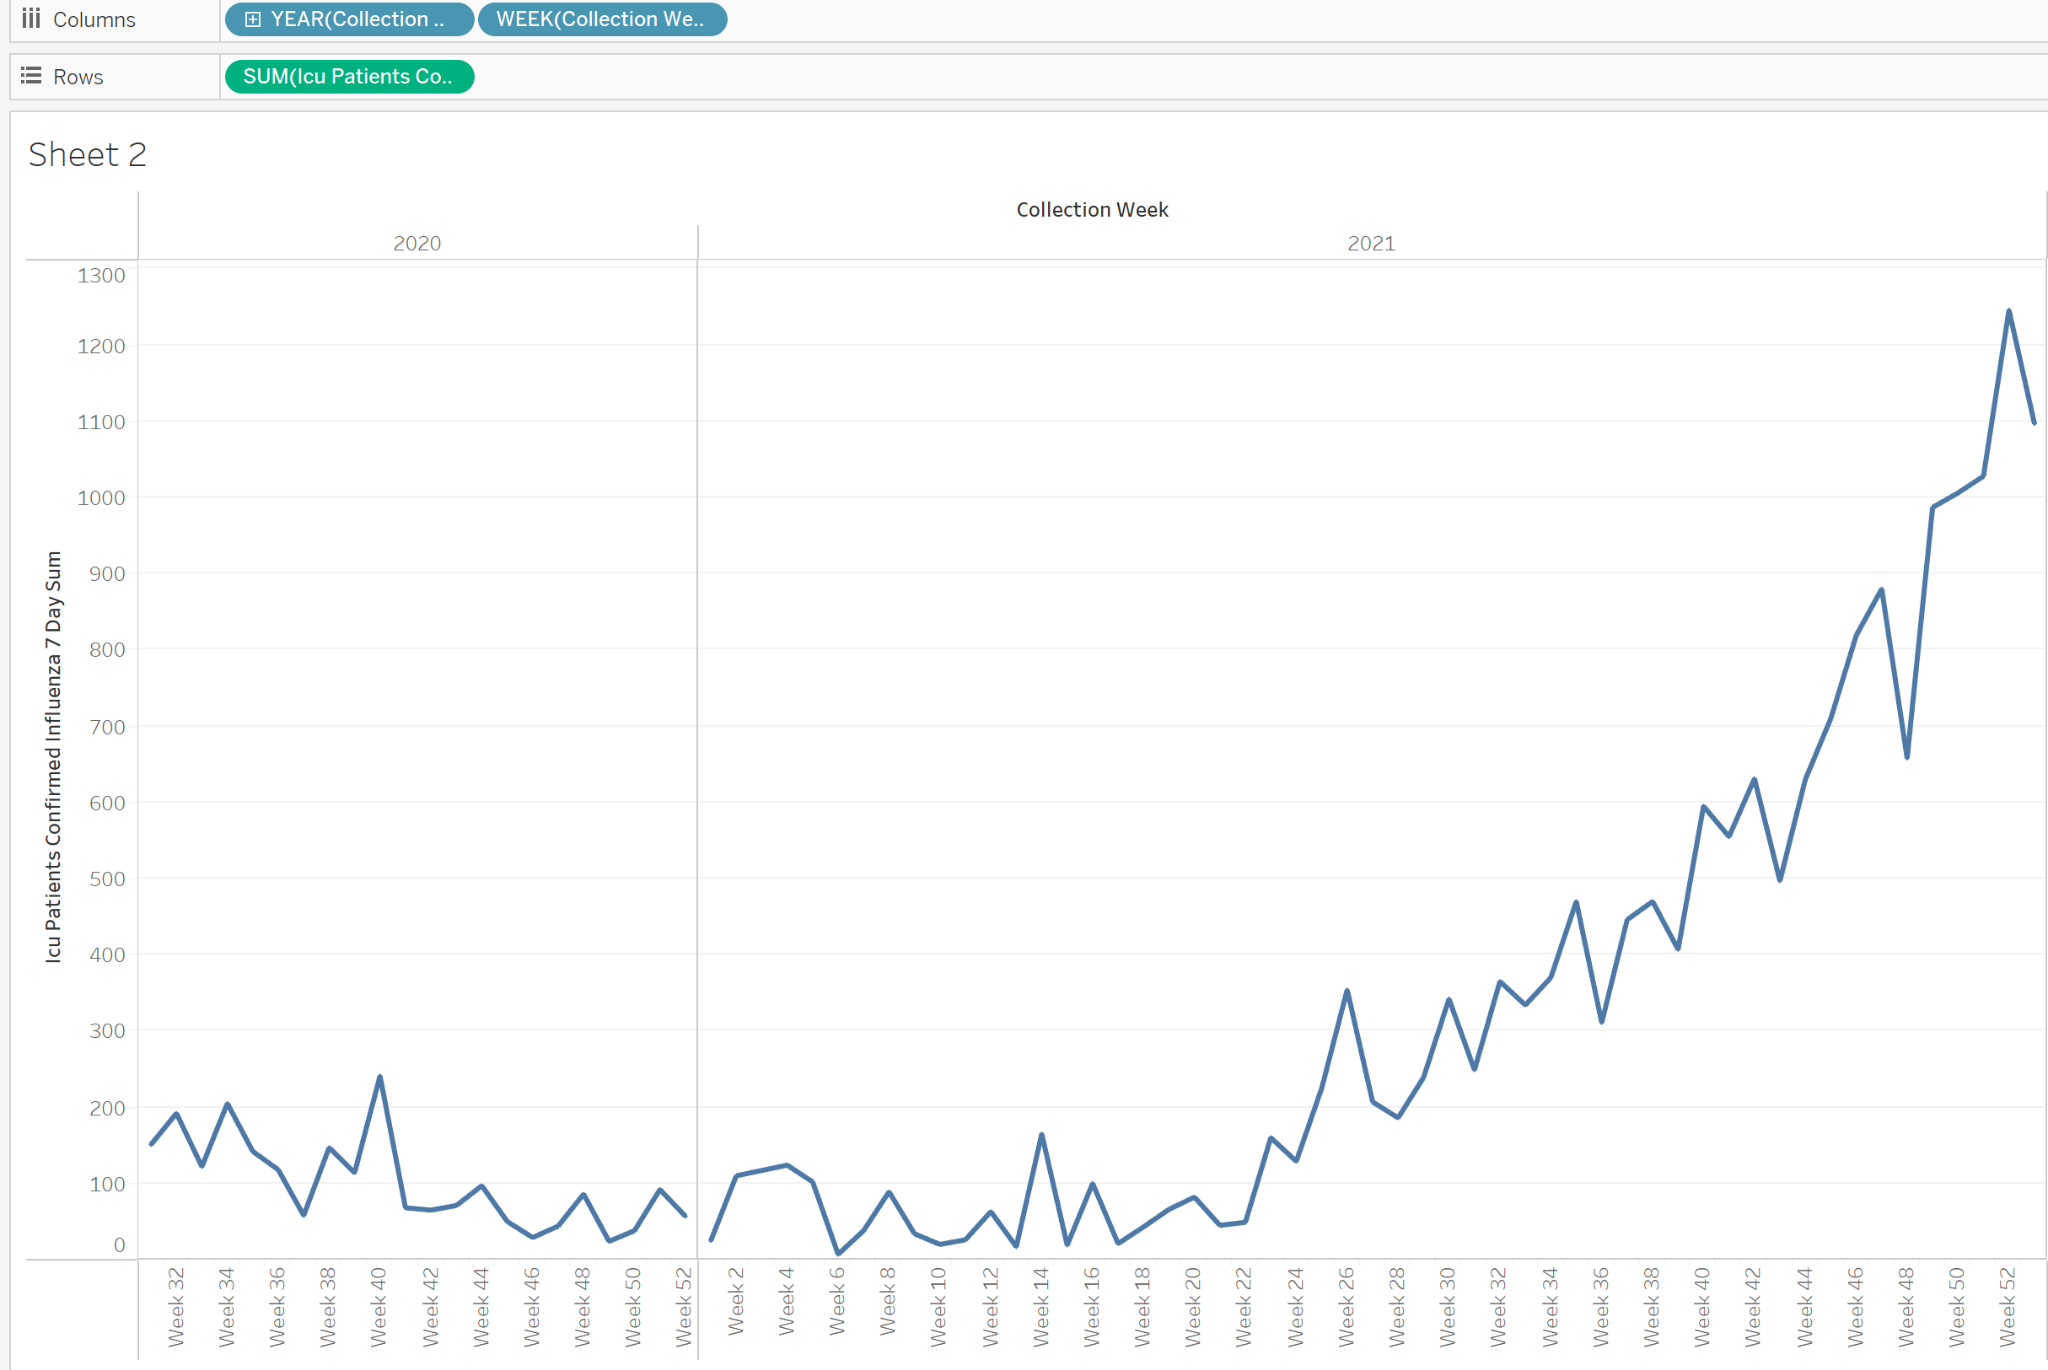 Columns
YEAR(Collection ..
WEEK(Collection We..
Rows
SUM(Icu Patients Co..
Sheet 2
Collection Week
2020
2021
Icu Patients Confirmed Influenza 7 Day Sum
1300
1200
1100
1000
900
800
700
600
500
400
300
200
100
0
Week 32
Week 34
Week 36
Week 38
Week 40
Week 42
Week 44
Week 46
Week 48
Week 50
Week 52
Week 2
Week 4
Week 6
Week 8
Week 10
Week 12
Week 14
Week 16
Week 18
Week 20
Week 22
Week 24
Week 26
Week 28
Week 30
Week 32
Week 34
Week 36
Week 38
Week 40
Week 42
Week 44
Week 46
Week 48
Week 50
Week 52